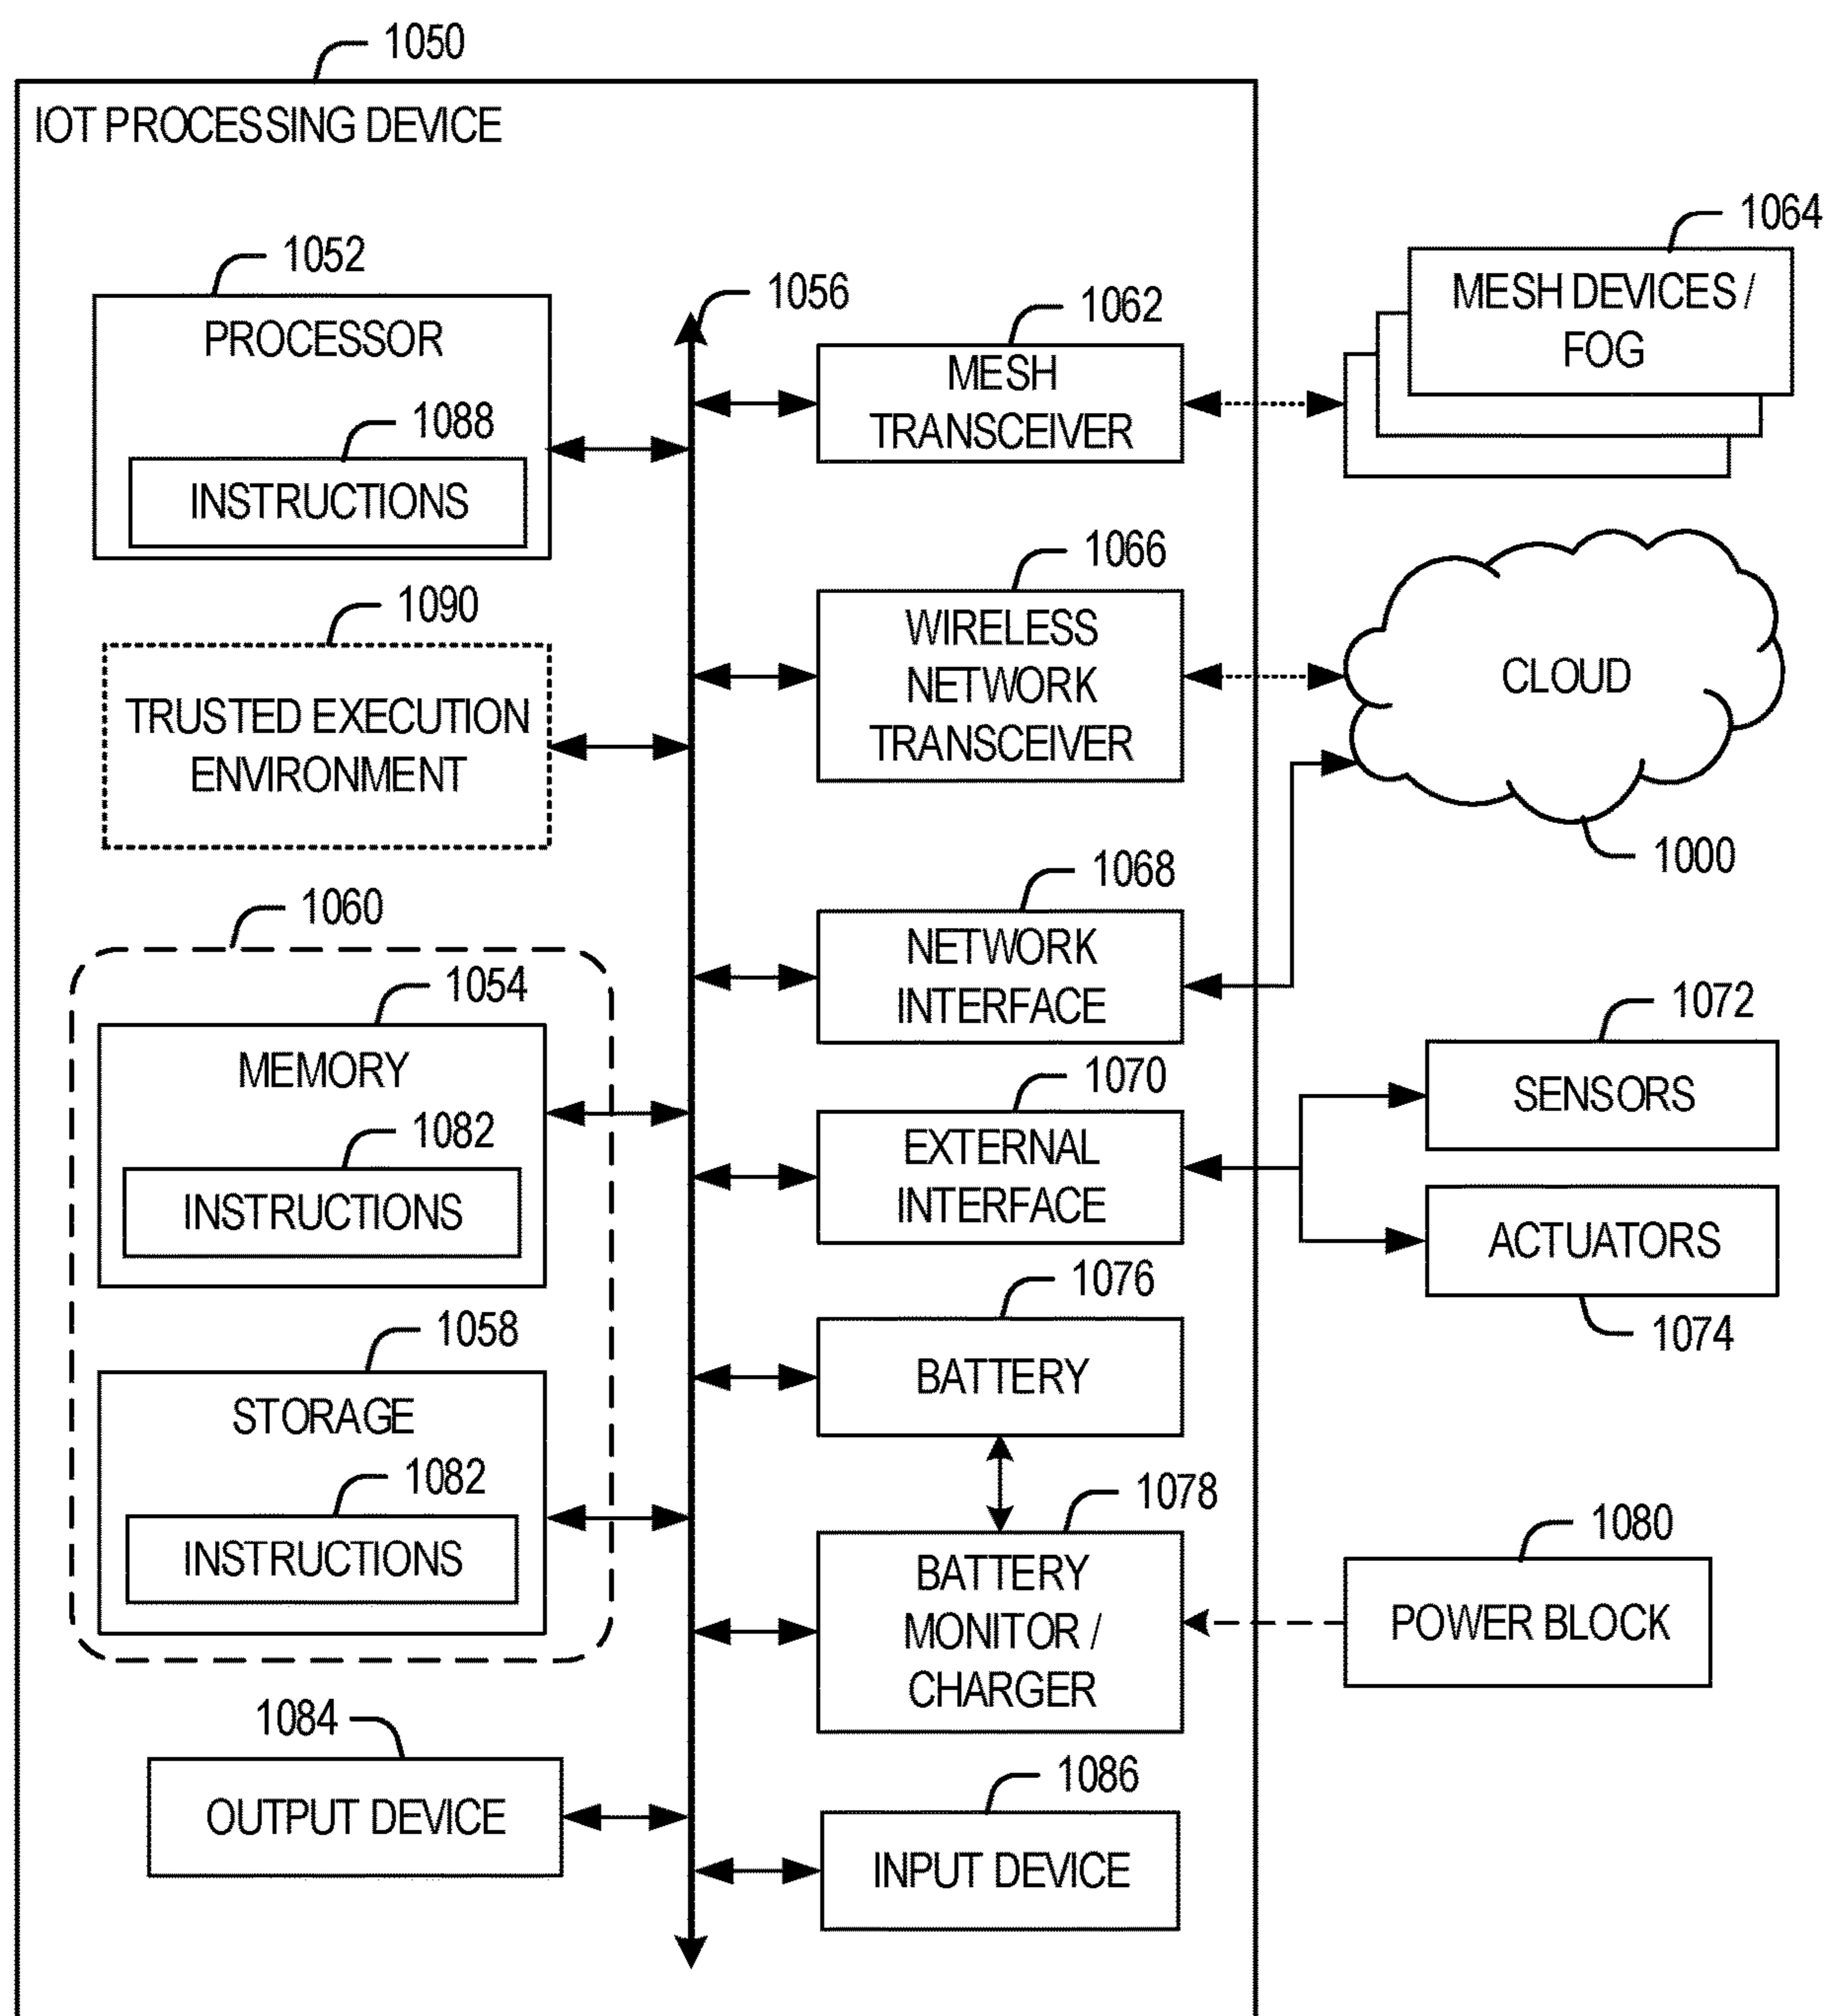 1050
IOT PROCESSING DEVICE
1052
PROCESSOR
1088
INSTRUCTIONS
1090
TRUSTED EXECUTION
ENVIRONMENT
1060
1054
MEMORY
1082
INSTRUCTIONS
1058
STORAGE
1082
INSTRUCTIONS
1084
OUTPUT DEVICE
1056
1062
MESH
TRANSCEIVER
1066
WIRELESS
NETWORK
TRANSCEIVER
1068
NETWORK
INTERFACE
1070
EXTERNAL
INTERFACE
1076
BATTERY
1078
BATTERY
MONITOR /
CHARGER
1086
INPUT DEVICE
1064
MESH DEVICES /
FOG
CLOUD
1000
1072
SENSORS
ACTUATORS
1074
1080
POWER BLOCK